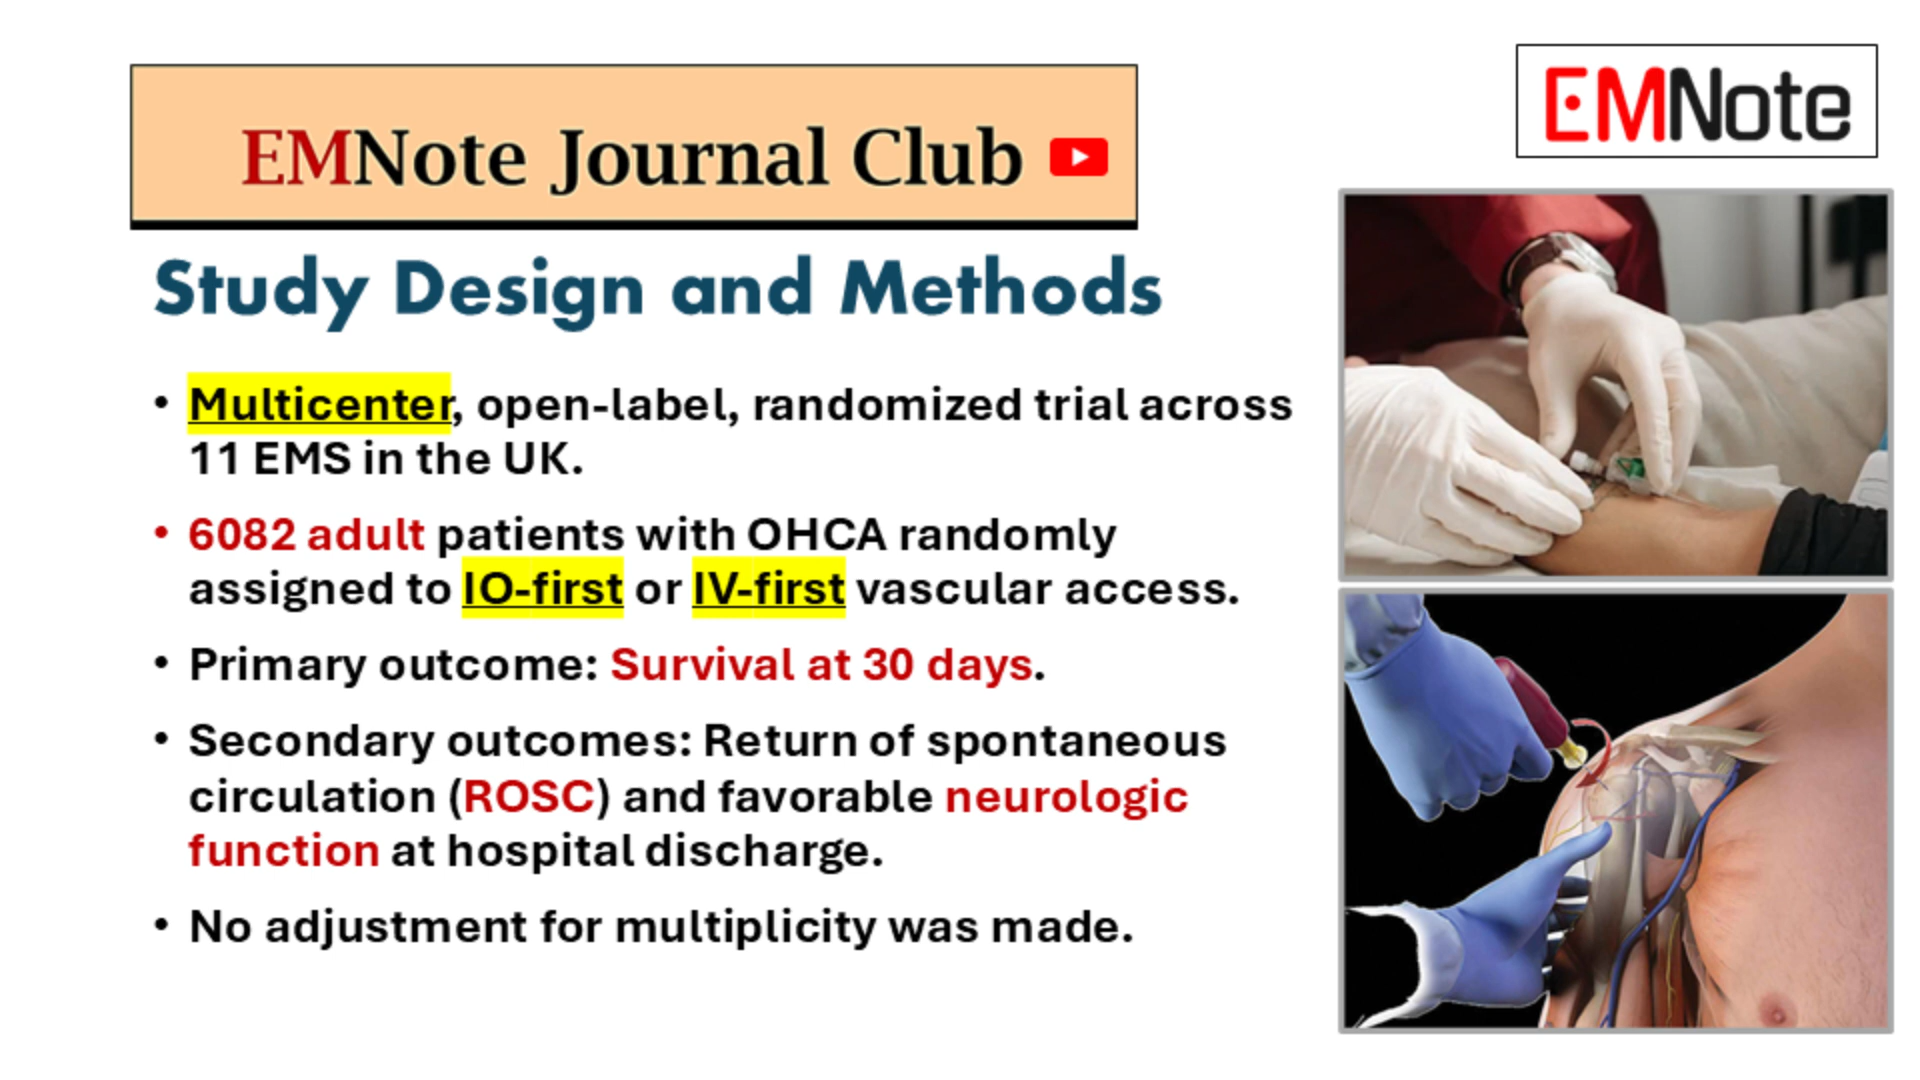 EMNote Journal Club
EMNote
Study Design and Methods
• Multicenter, open-label, randomized trial across
11 EMS in the UK.
• 6082 adult patients with OHCA randomly
assigned to IO-first or IV-first vascular access.
• Primary outcome: Survival at 30 days.
• Secondary outcomes: Return of spontaneous
circulation (ROSC) and favorable neurologic
function at hospital discharge.
• No adjustment for multiplicity was made.